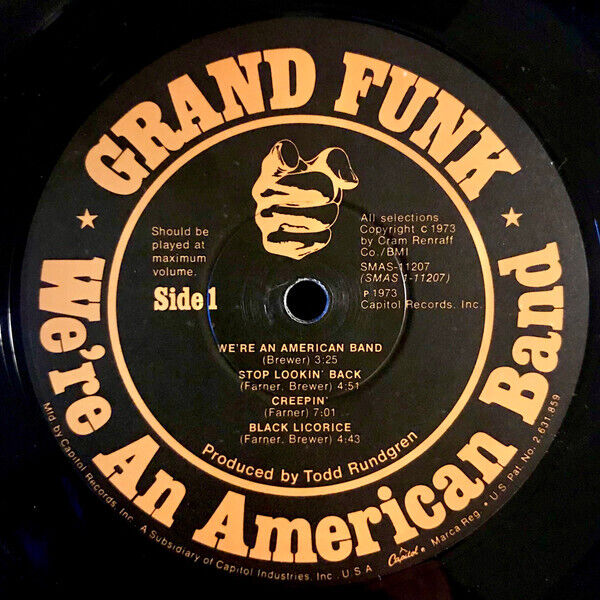 GRAND FUNK
Should be
played at
maximum
volume.
Side 1
All selections
Copyright c 1973
by Cram Renraff
Co./BMI
SMAS-11207
(SMAS 1-11207)
P 1973
Capitol Records, Inc.
WE'RE AN AMERICAN BAND
(Brewer) 3:25
STOP LOOKIN' BACK
(Farner, Brewer) 4:51
CREEPIN'
(Farner) 7:01
BLACK LICORICE
(Farner, Brewer) 4:43
Produced by Todd Rundgren
We're An American Band
Mfd. by Capitol Records, Inc. A Subsidiary of Capitol Industries, Inc., U.S.A. Capitol® Marca Reg. • U.S. Pat. No. 2,631,859